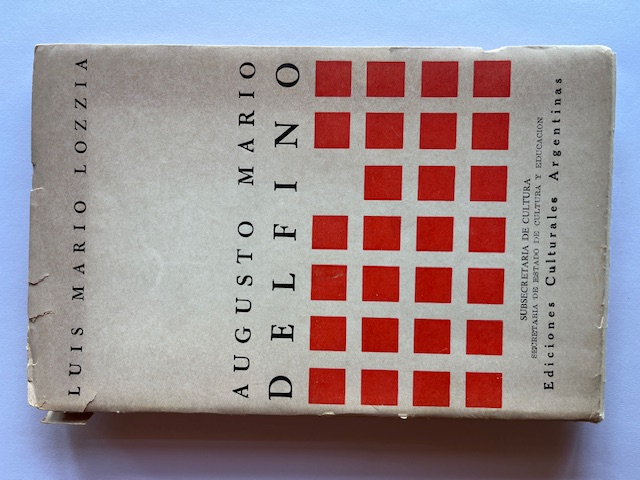 LUIS MARIO LOZZIA
AUGUSTO MARIO
DELFINO
SUBSECRETARIA DE CULTURA
SECRETARIA DE ESTADO DE CULTURA Y EDUCACION
Ediciones Culturales Argentinas